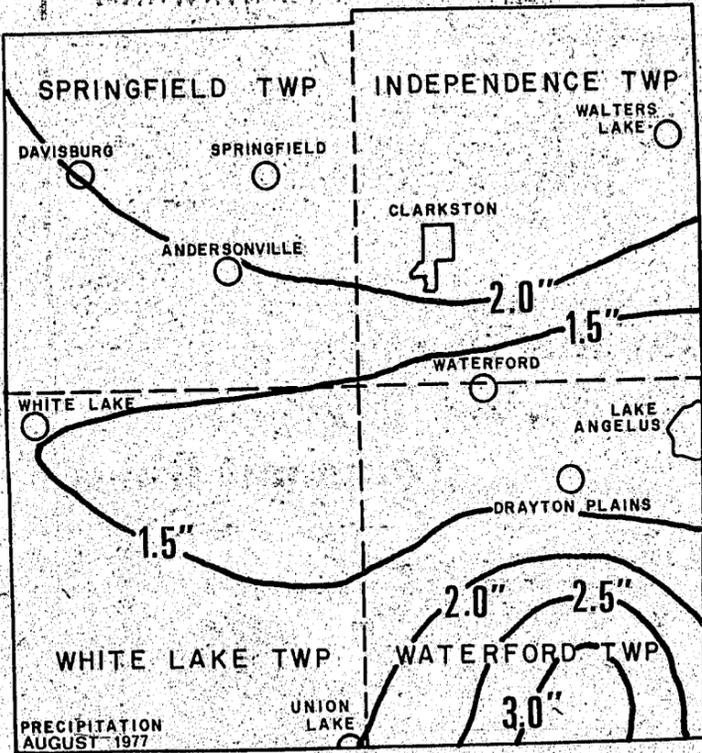 SPRINGFIELD TWP
INDEPENDENCE TWP
WALTERS
LAKE
DAVISBURG
SPRINGFIELD
CLARKSTON
ANDERSONVILLE
2.0"
1.5"
WATERFORD
WHITE LAKE
LAKE
ANGELUS
DRAYTON PLAINS
1.5"
2.0"
2.5"
WHITE LAKE TWP
WATERFORD TWP
3.0"
UNION
LAKE
PRECIPITATION
AUGUST 1977